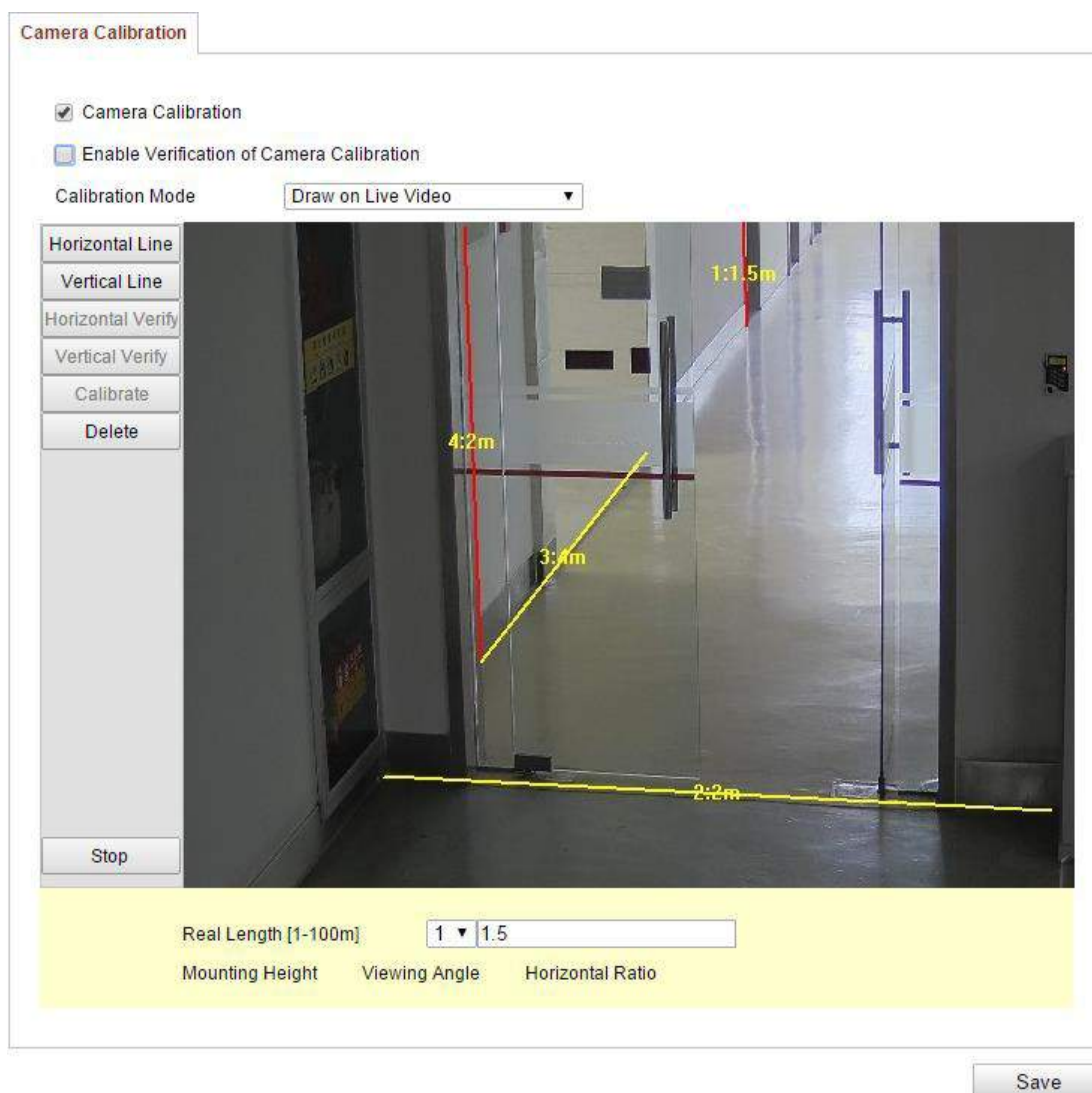 Camera Calibration
Camera Calibration
Enable Verification of Camera Calibration
Calibration Mode Draw on Live Video
Horizontal Line
Vertical Line
Horizontal Verify
Vertical Verify
Calibrate
Delete
1:1.5m
4:2m
3:4m
2:2m
Stop
Real Length [1-100m] 1 1.5
Mounting Height Viewing Angle Horizontal Ratio
Save